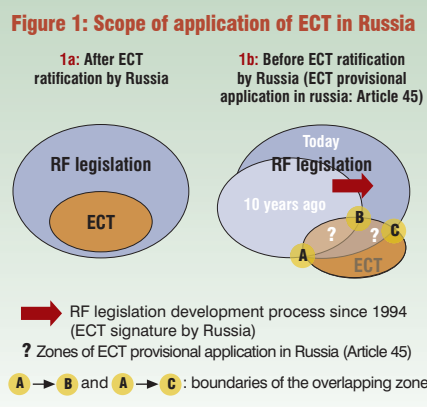 Figure 1: Scope of application of ECT in Russia
1a: After ECT
ratification by Russia
1b: Before ECT ratification
by Russia (ECT provisional
application in russia: Article 45)
RF legislation
ECT
Today
RF legislation
10 years ago
B
? ? C
A
ECT
RF legislation development process since 1994
(ECT signature by Russia)
? Zones of ECT provisional application in Russia (Article 45)
A B and A C : boundaries of the overlapping zone